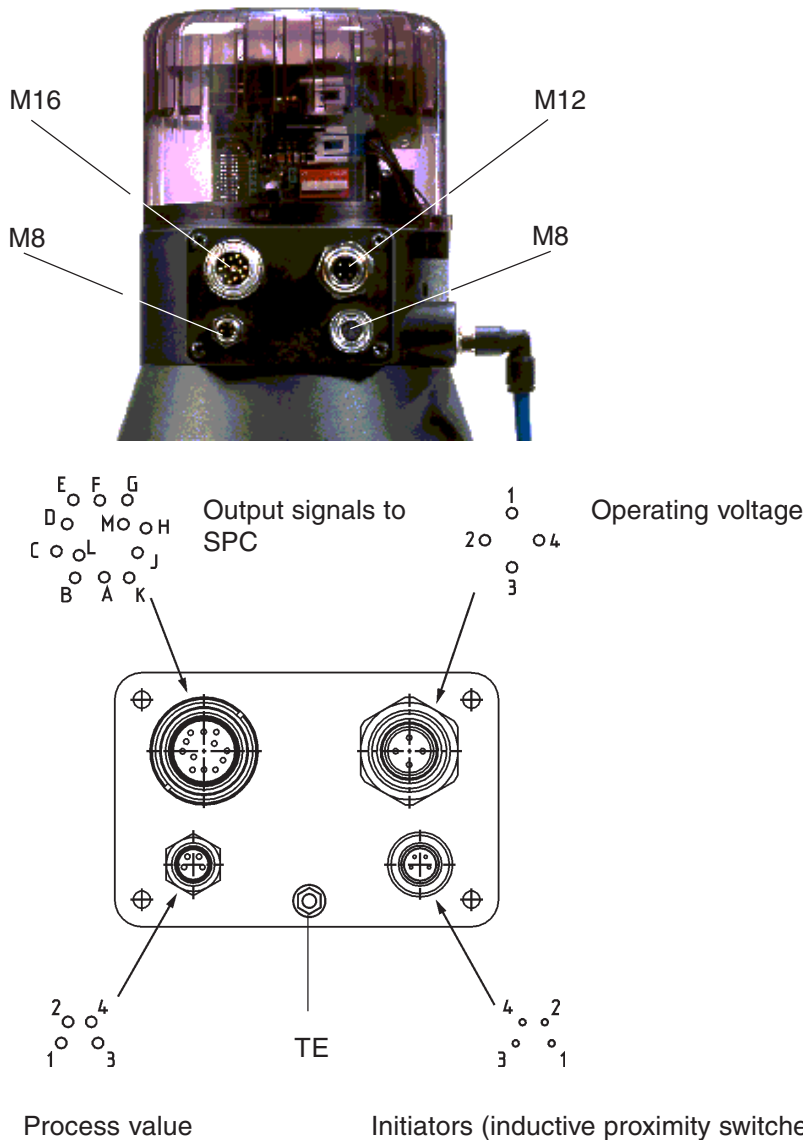 M16
M12
M8
M8
E F G
D M H
C L J
B A K
Output signals to
SPC
1
2 4
3
Operating voltage
2 4
1 3
TE
4 2
3 1
Process value
Initiators (inductive proximity switche